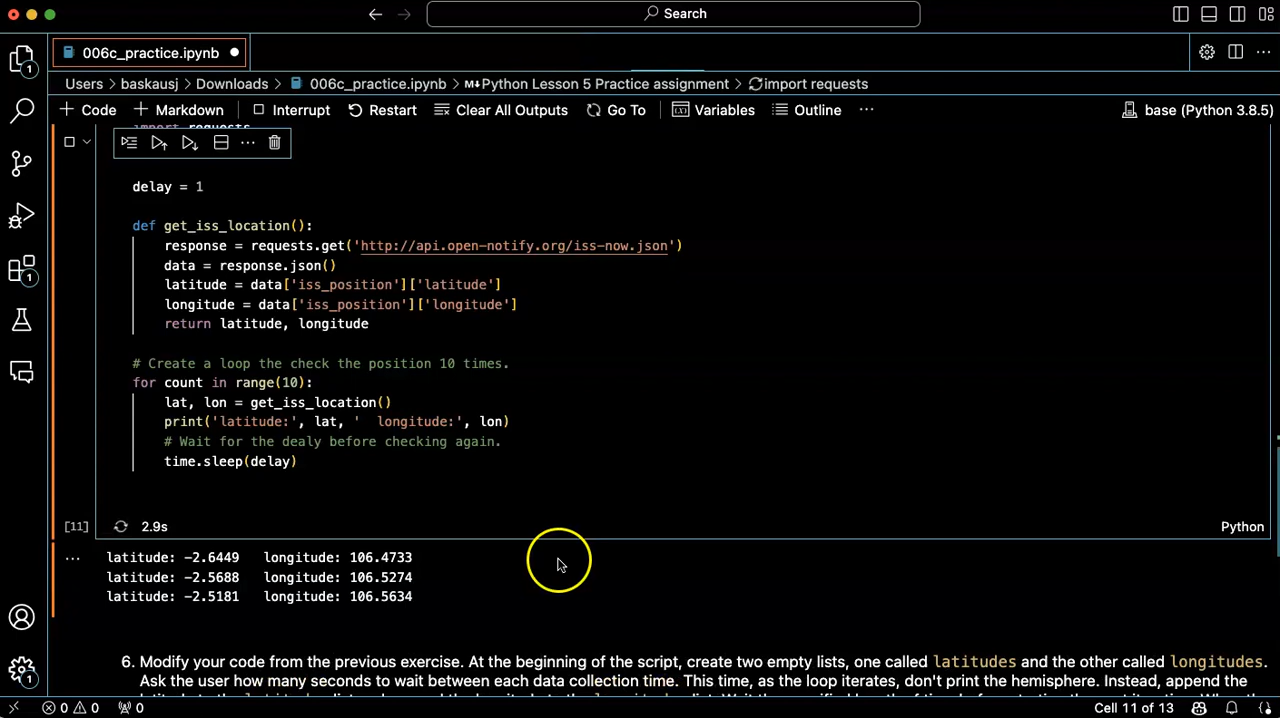 Search
006c_practice.ipynb
Users baskausj Downloads 006c_practice.ipynb Python Lesson 5 Practice assignment import requests
Code Markdown Interrupt Restart Clear All Outputs Go To Variables Outline ... base (Python 3.8.5)
import requests
delay = 1
def get_iss_location():
response = requests.get('http://api.open-notify.org/iss-now.json')
data = response.json()
latitude = data['iss_position']['latitude']
longitude = data['iss_position']['longitude']
return latitude, longitude
# Create a loop the check the position 10 times.
for count in range(10):
lat, lon = get_iss_location()
print('latitude:', lat, '  longitude:', lon)
# Wait for the dealy before checking again.
time.sleep(delay)
[11] 2.9s Python
latitude: -2.6449   longitude: 106.4733
latitude: -2.5688   longitude: 106.5274
latitude: -2.5181   longitude: 106.5634
6. Modify your code from the previous exercise. At the beginning of the script, create two empty lists, one called latitudes and the other called longitudes.
Ask the user how many seconds to wait between each data collection time. This time, as the loop iterates, don't print the hemisphere. Instead, append the
0 0 0 Cell 11 of 13